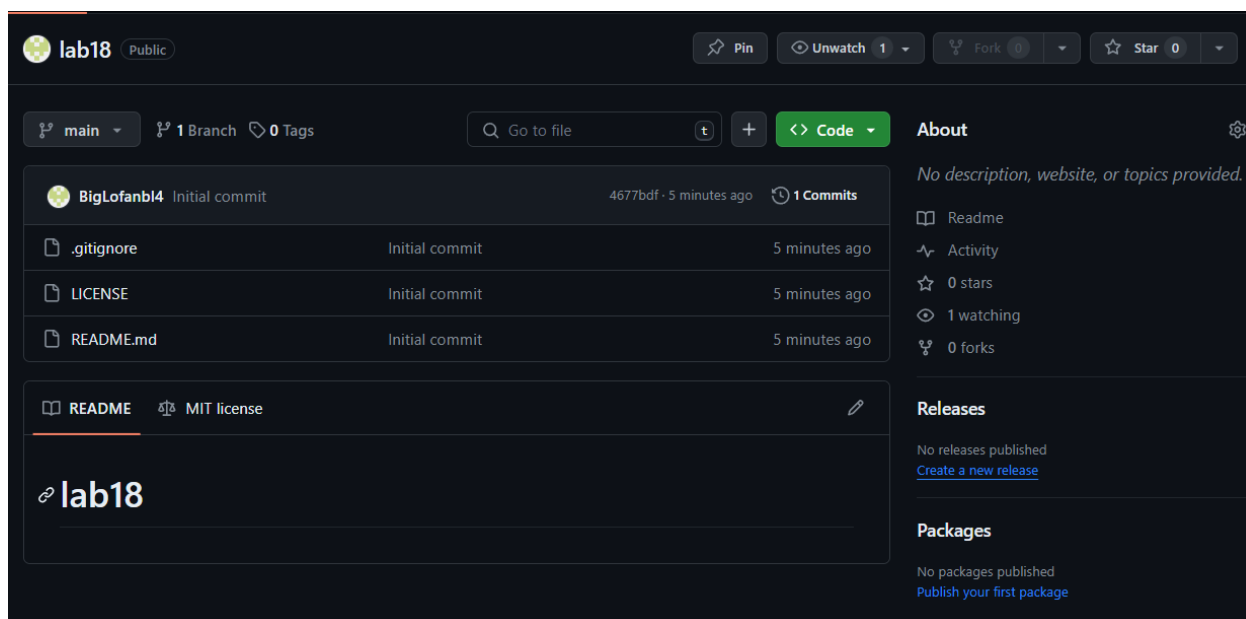 lab18 Public Pin Unwatch 1 Fork 0 Star 0
main 1 Branch 0 Tags Go to file t + <> Code
BigLofanbl4 Initial commit 4677bdf · 5 minutes ago 1 Commits
.gitignore Initial commit 5 minutes ago
LICENSE Initial commit 5 minutes ago
README.md Initial commit 5 minutes ago
README MIT license
lab18
About
No description, website, or topics provided.
Readme
Activity
0 stars
1 watching
0 forks
Releases
No releases published
Create a new release
Packages
No packages published
Publish your first package